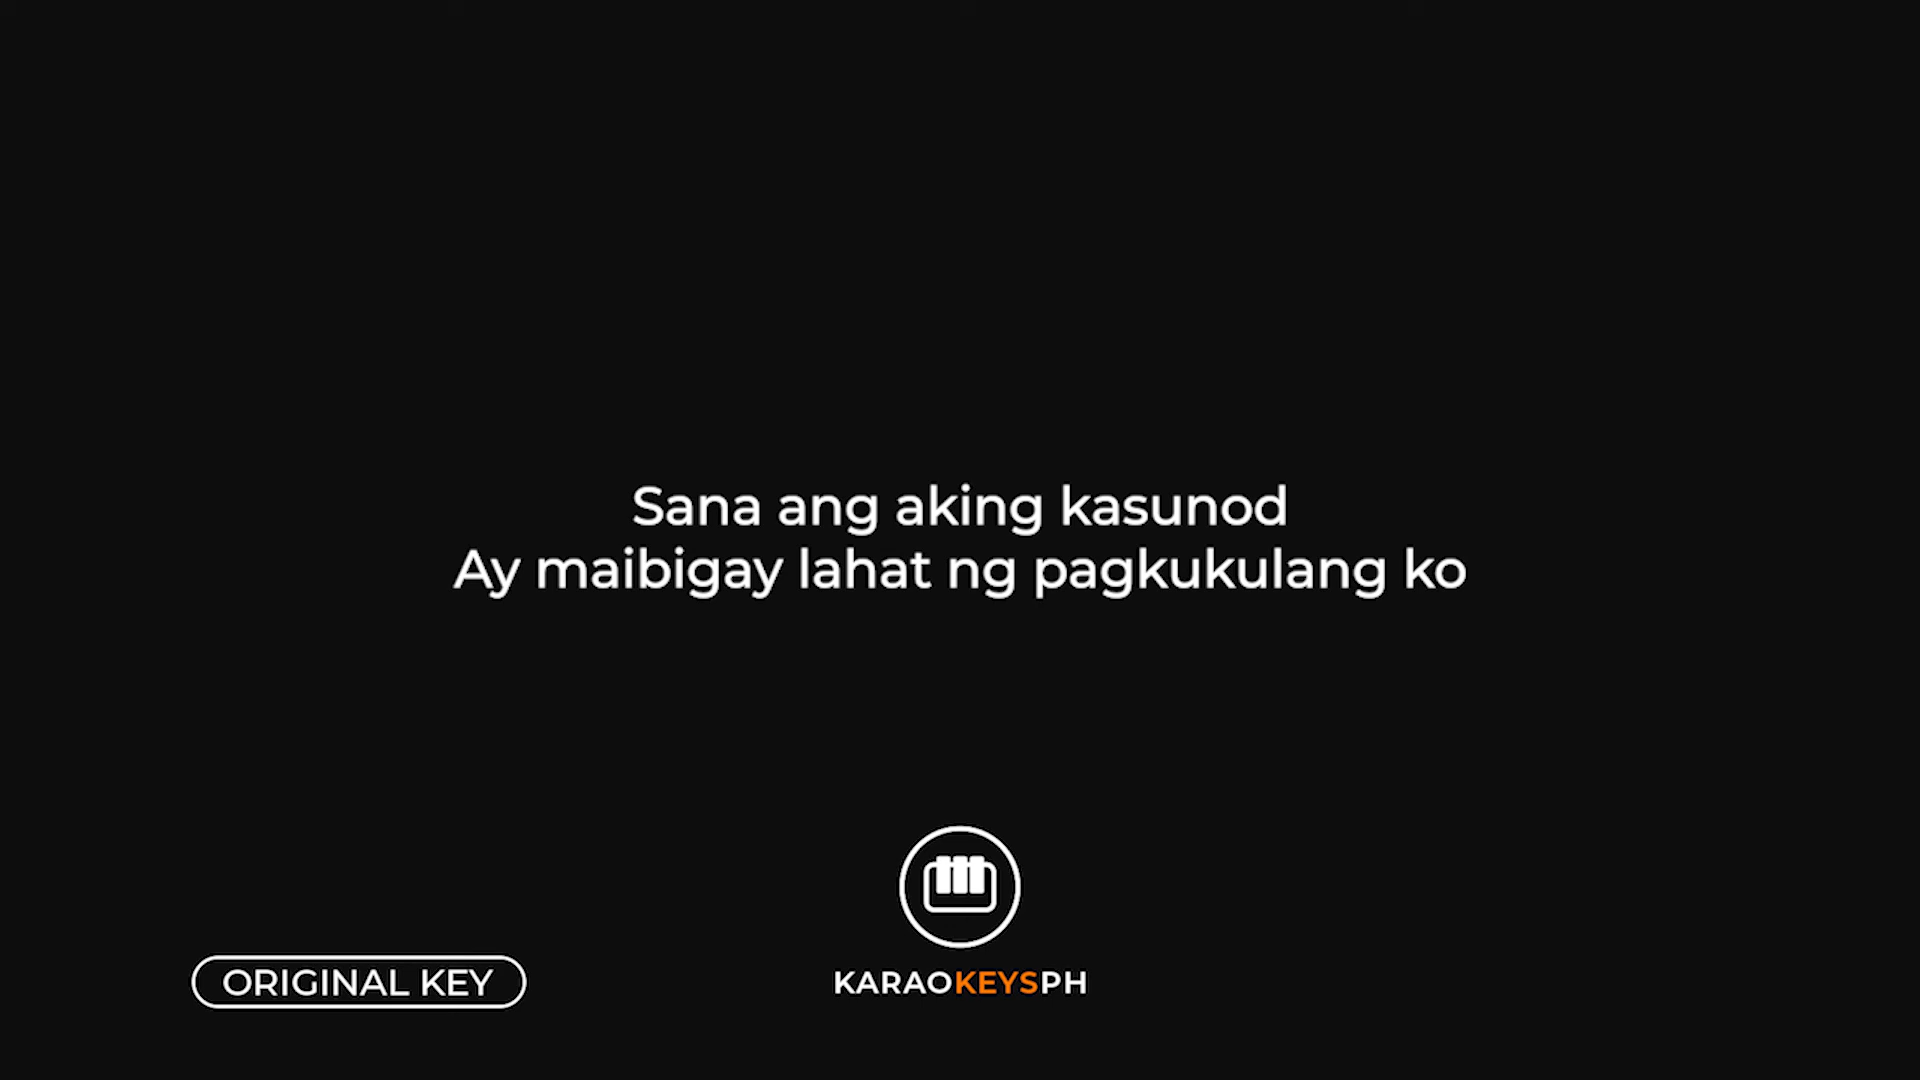 Sana ang aking kasunod
Ay maibigay lahat ng pagkukulang ko
ORIGINAL KEY
KARAOKEYSPH